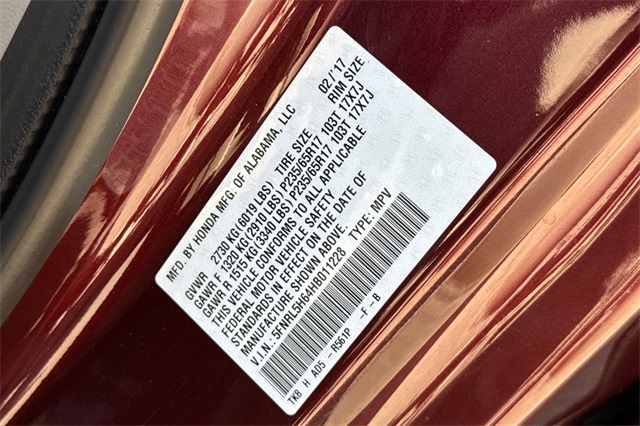 MFD. BY HONDA MFG. OF ALABAMA, LLC 02/'17
GVWR 2730 KG(6010 LBS) TIRE SIZE RIM SIZE
GAWR F 1320 KG(2910 LBS) P235/65R17 103T 17X7J
GAWR R 1515 KG(3340 LBS) P235/65R17 103T 17X7J
THIS VEHICLE CONFORMS TO ALL APPLICABLE
FEDERAL MOTOR VEHICLE SAFETY
STANDARDS IN EFFECT ON THE DATE OF
MANUFACTURE SHOWN ABOVE.
V.I.N.: 5FNRL5H64HB011228 TYPE: MPV
TK8 H A05 -R561P -F-B